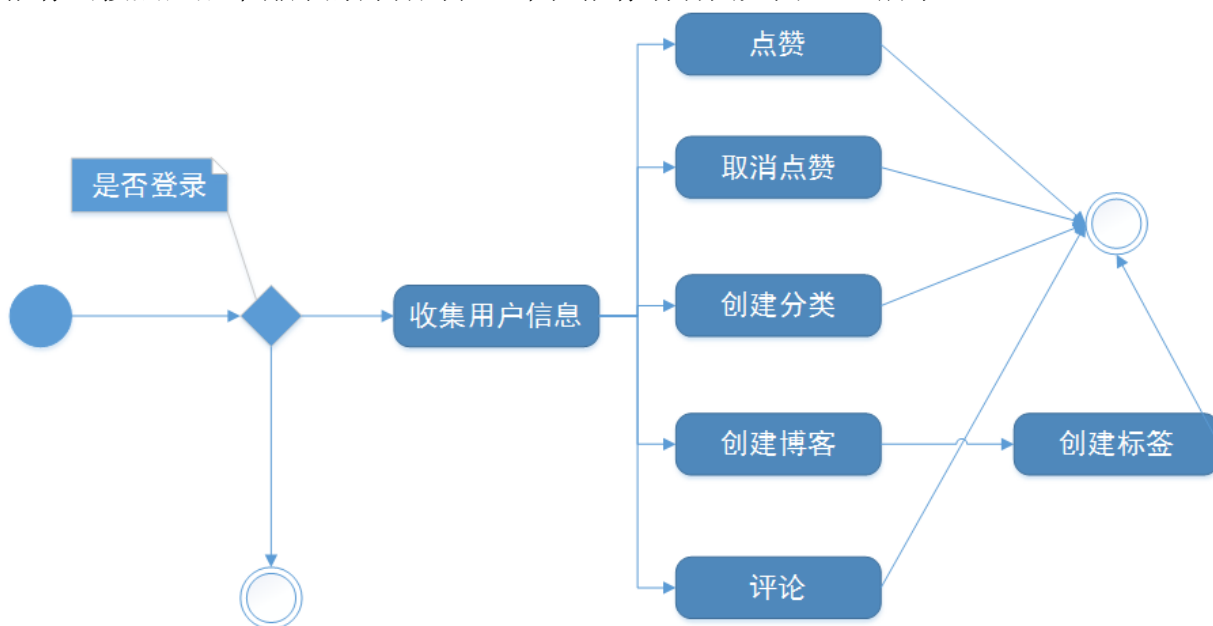 点赞
是否登录
取消点赞
收集用户信息
创建分类
创建博客
创建标签
评论